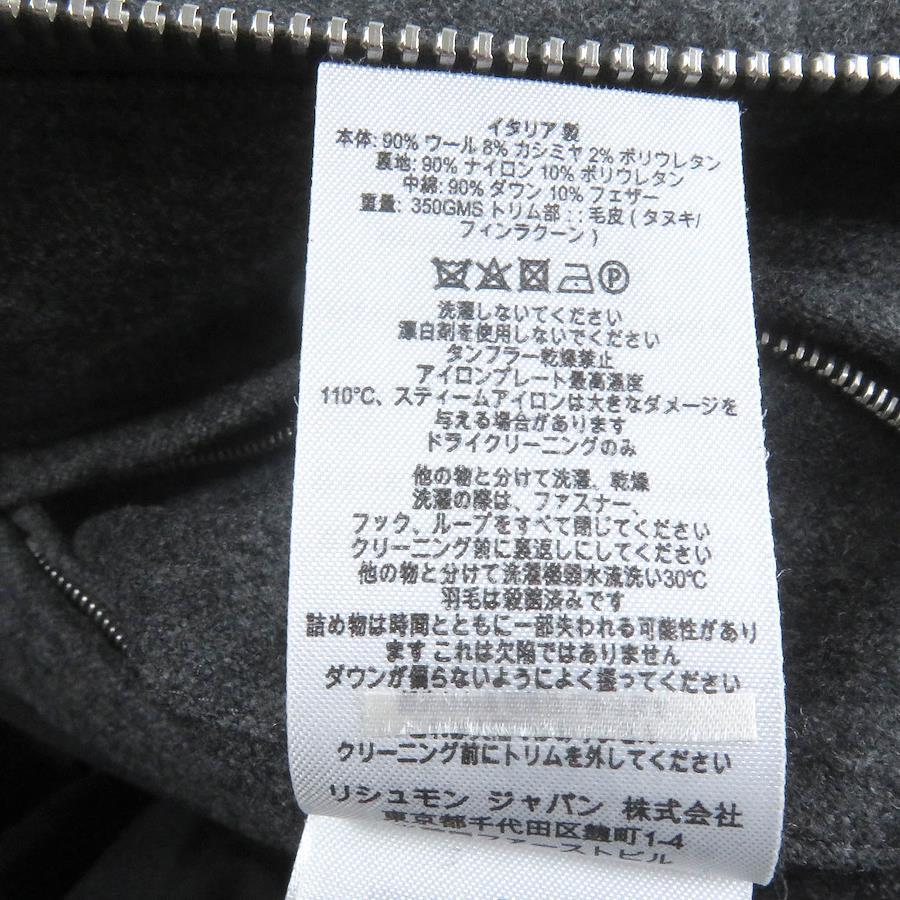 イタリア製
本体: 90% ウール 8% カシミヤ 2% ポリウレタン
裏地: 90% ナイロン 10% ポリウレタン
中綿: 90% ダウン 10% フェザー
重量: 350GMS トリム部 : : 毛皮 ( タヌキ/
フィンラクーン )
P
洗濯しないでください
漂白剤を使用しないでください
タンブラー乾燥禁止
アイロンプレート最高温度
110°C、スティームアイロンは大きなダメージを
与える場合があります
ドライクリーニングのみ
他の物と分けて洗濯、乾燥
洗濯の際は、ファスナー、
フック、ループをすべて閉じてください
クリーニング前に裏返しにしてください
他の物と分けて洗濯機弱水流洗い30°C
羽毛は殺菌済みです
詰め物は時間とともに一部失われる可能性があり
ます これは欠陥ではありません
ダウンが偏らないようによく振ってください
クリーニング前にトリムを外してください
リシュモン ジャパン 株式会社
東京都千代田区麹町1-4
ファーストビル